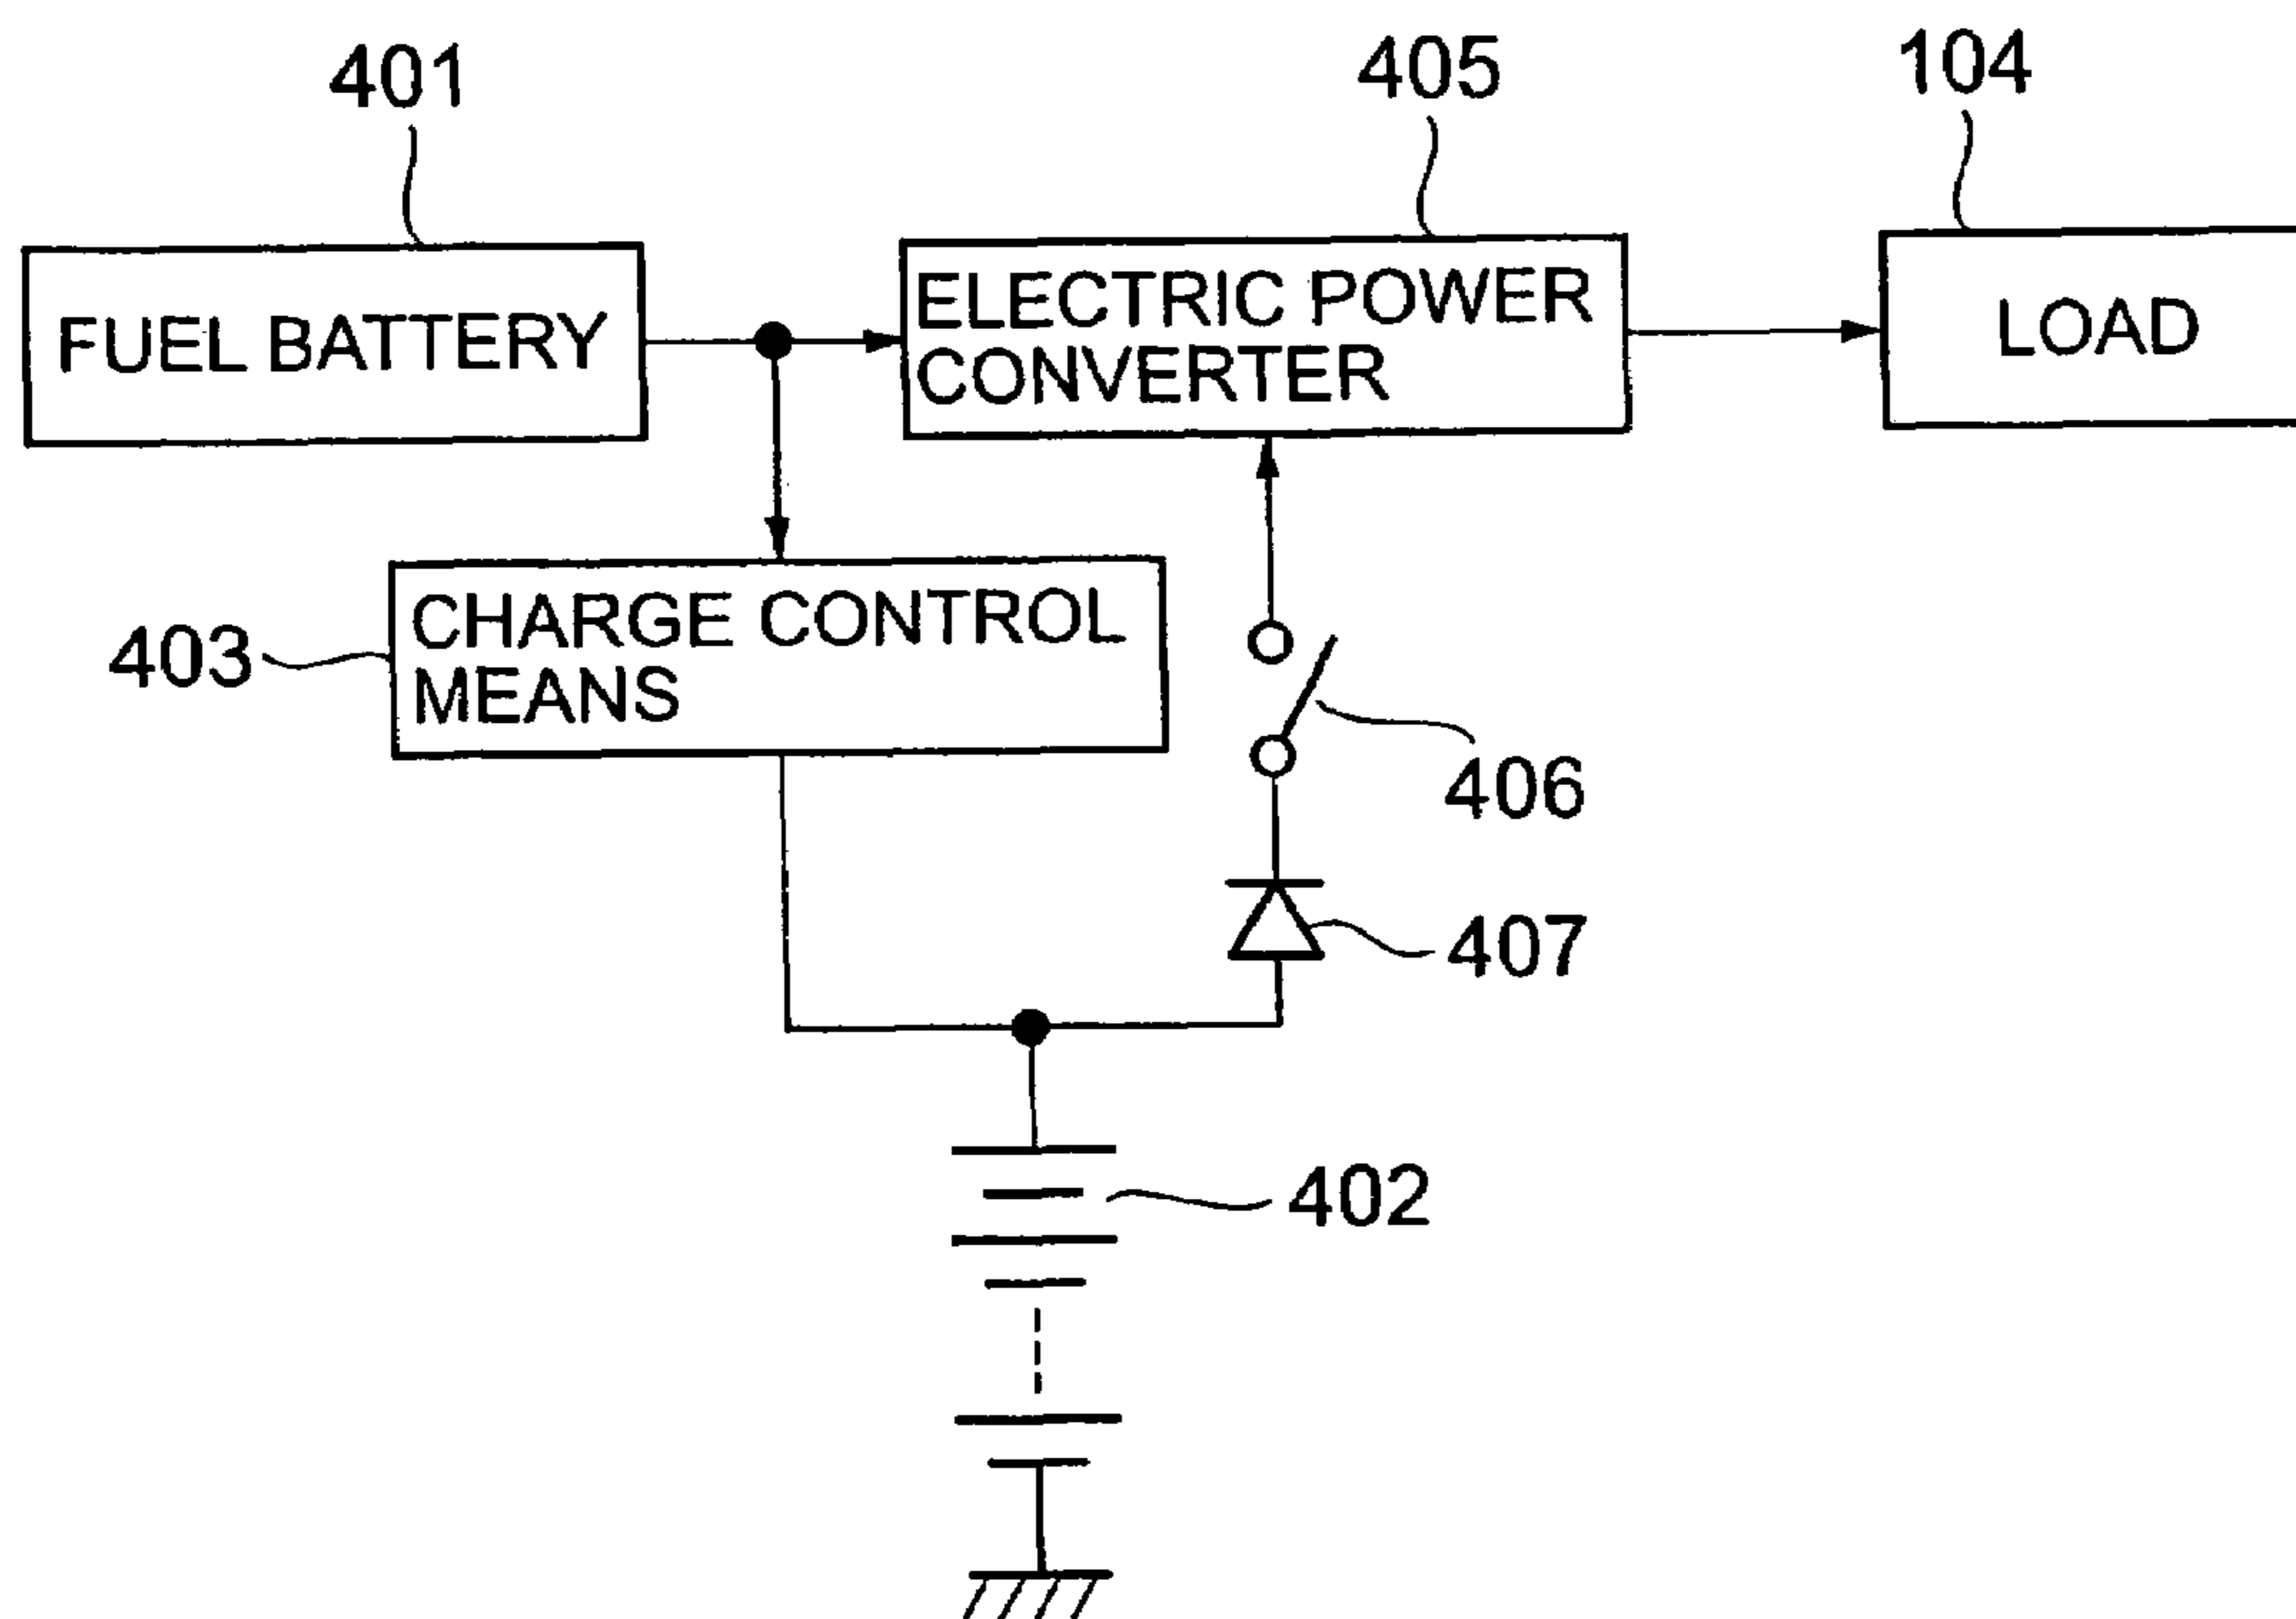 401
405
104
FUEL BATTERY
ELECTRIC POWER
CONVERTER
LOAD
403
CHARGE CONTROL
MEANS
406
407
402